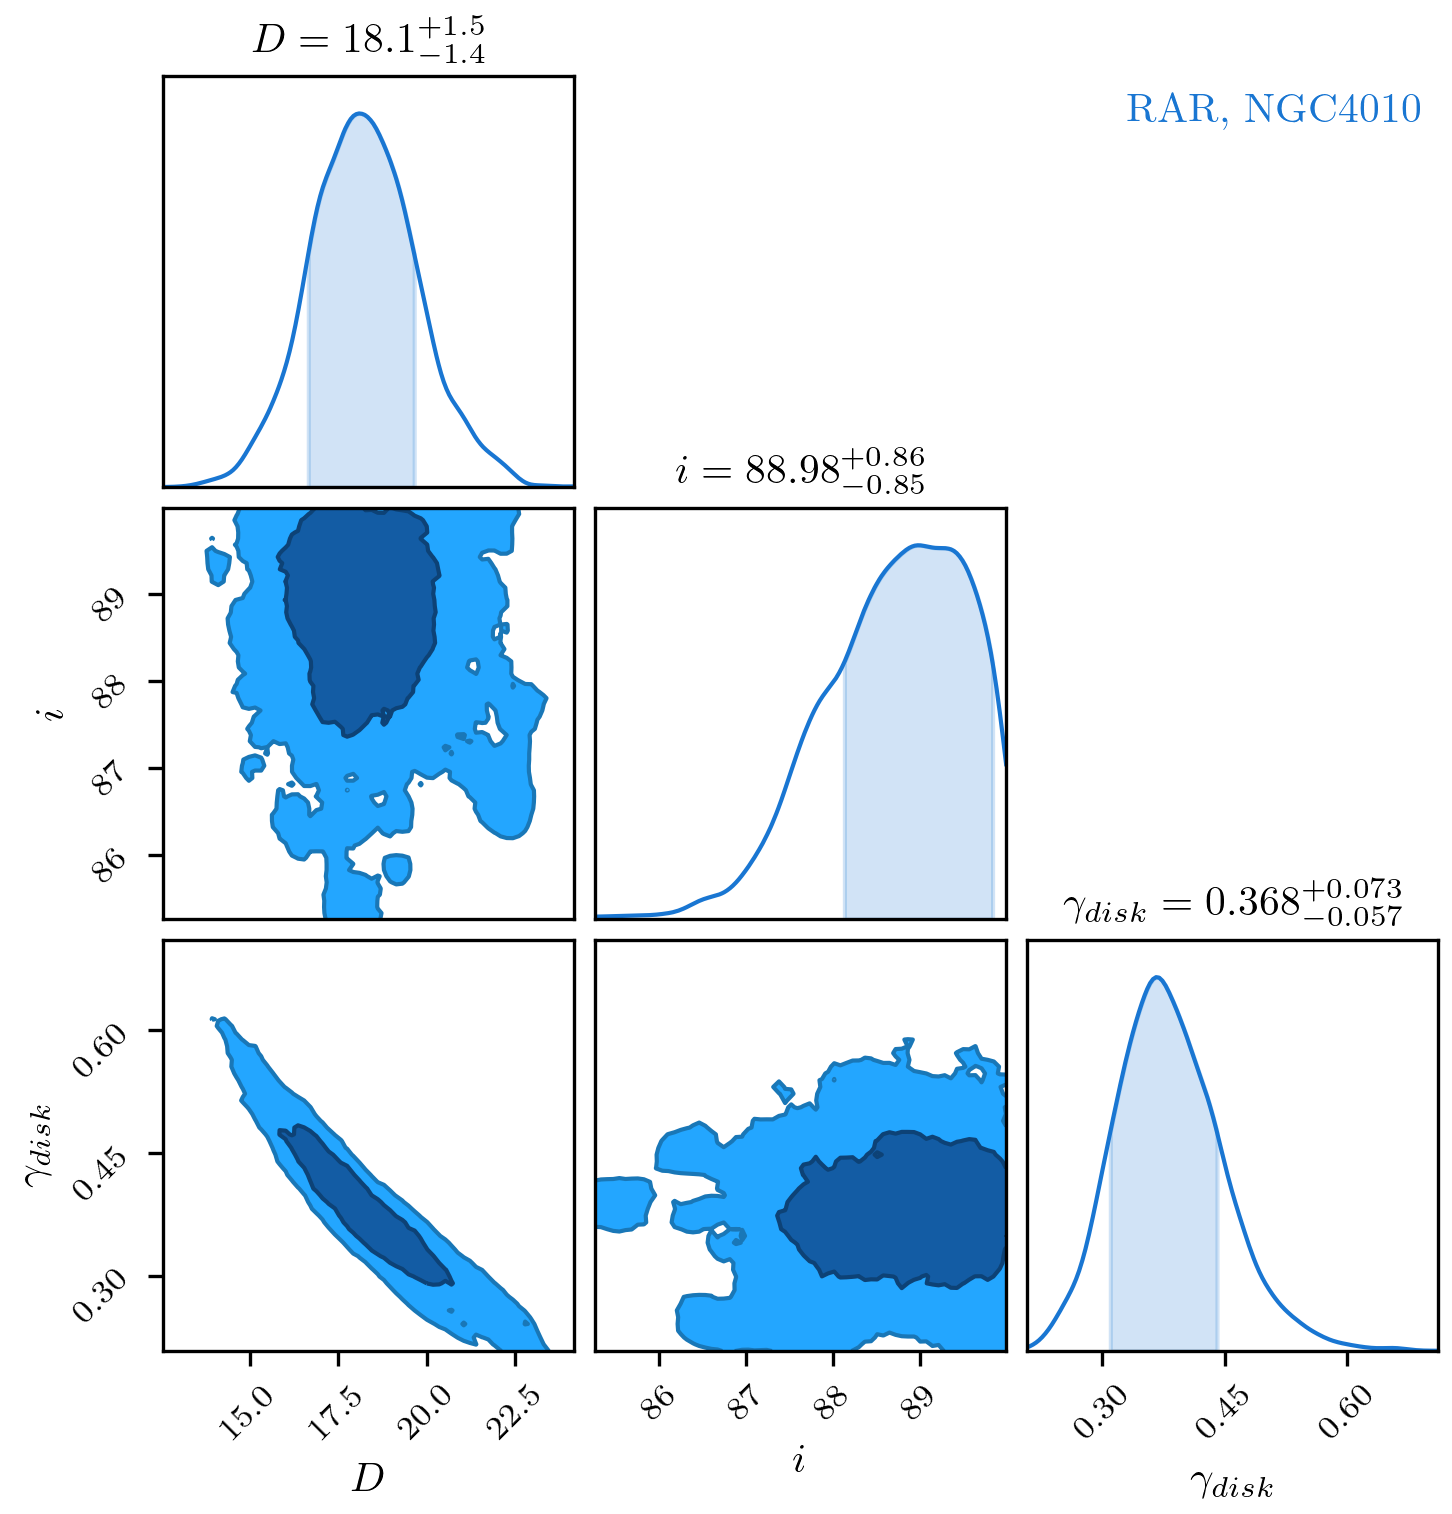 D = 18.1^{+1.5}_{-1.4}
RAR, NGC4010
i = 88.98^{+0.86}_{-0.85}
89
88
87
86
i
γ_{disk} = 0.368^{+0.073}_{-0.057}
0.60
0.45
0.30
γ_{disk}
15.0 17.5 20.0 22.5
86 87 88 89
0.30 0.45 0.60
D
i
γ_{disk}